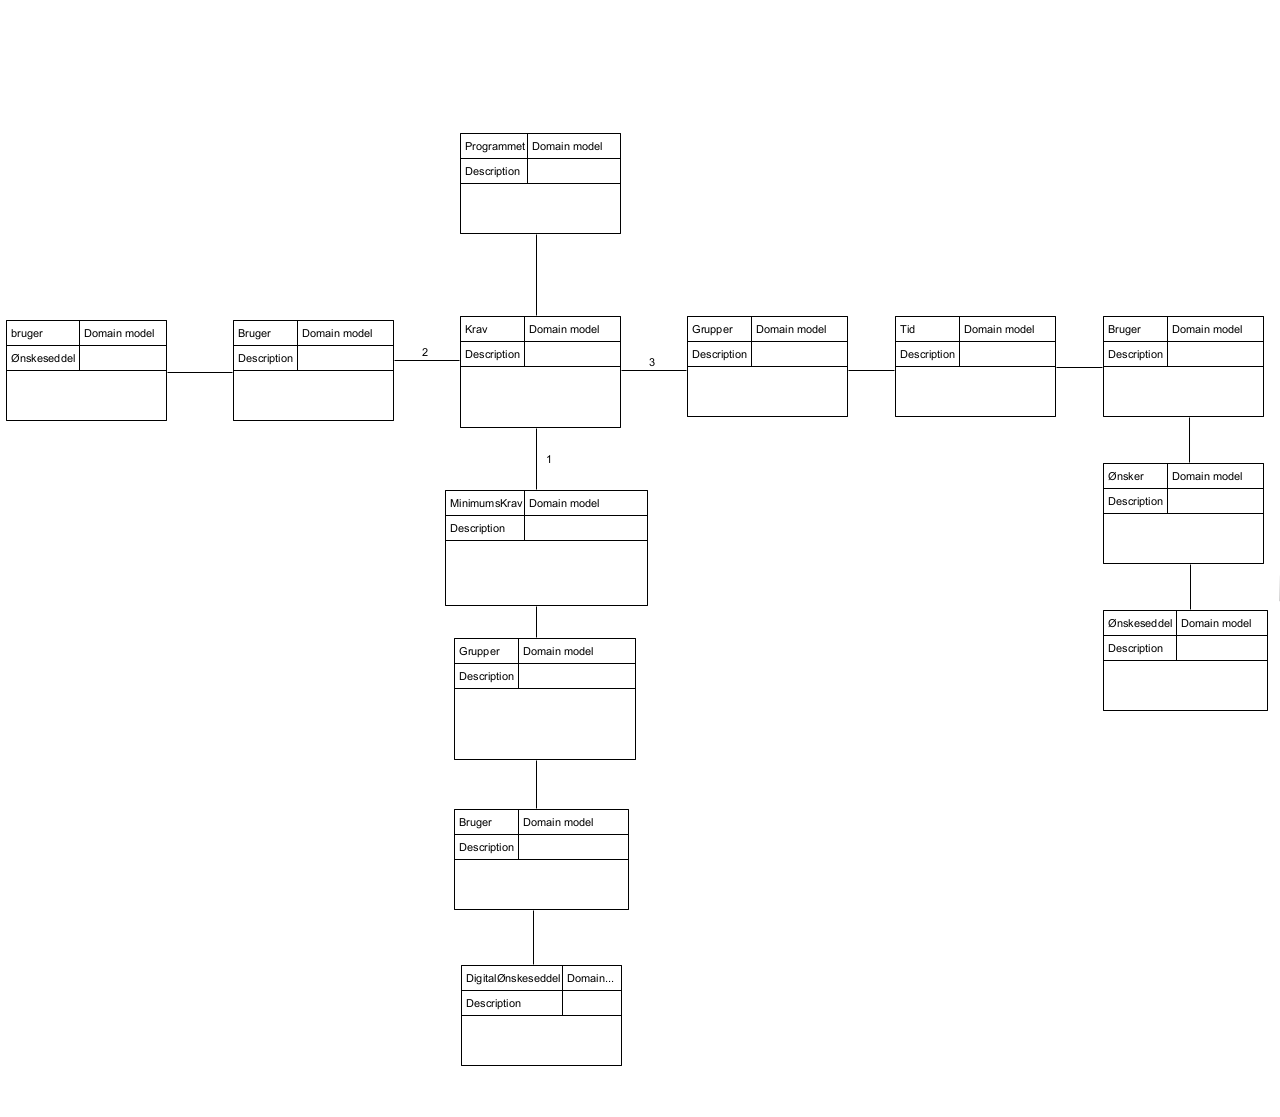 Programmet Domain model
Description
bruger Domain model
Ønskeseddel
Bruger Domain model
Description
2
Krav Domain model
Description
3
Grupper Domain model
Description
Tid Domain model
Description
Bruger Domain model
Description
1
Ønsker Domain model
Description
MinimumsKrav Domain model
Description
Ønskeseddel Domain model
Description
Grupper Domain model
Description
Bruger Domain model
Description
DigitalØnskeseddel Domain...
Description